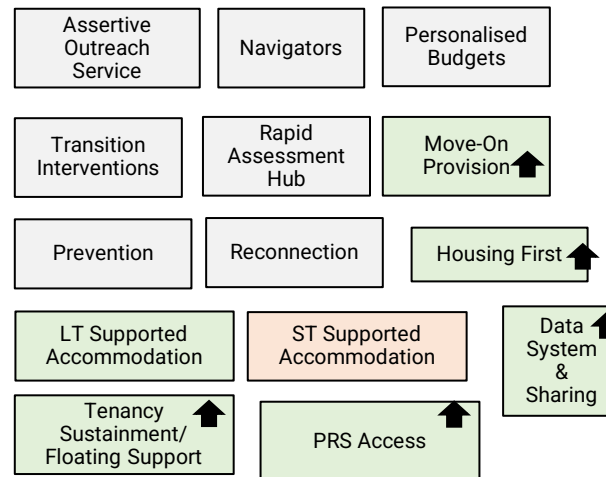 Assertive
Outreach
Service
Navigators
Personalised
Budgets
Transition
Interventions
Rapid
Assessment
Hub
Move-On
Provision
Prevention
Reconnection
Housing First
LT Supported
Accommodation
ST Supported
Accommodation
Data
System
&
Sharing
Tenancy
Sustainment/
Floating Support
PRS Access